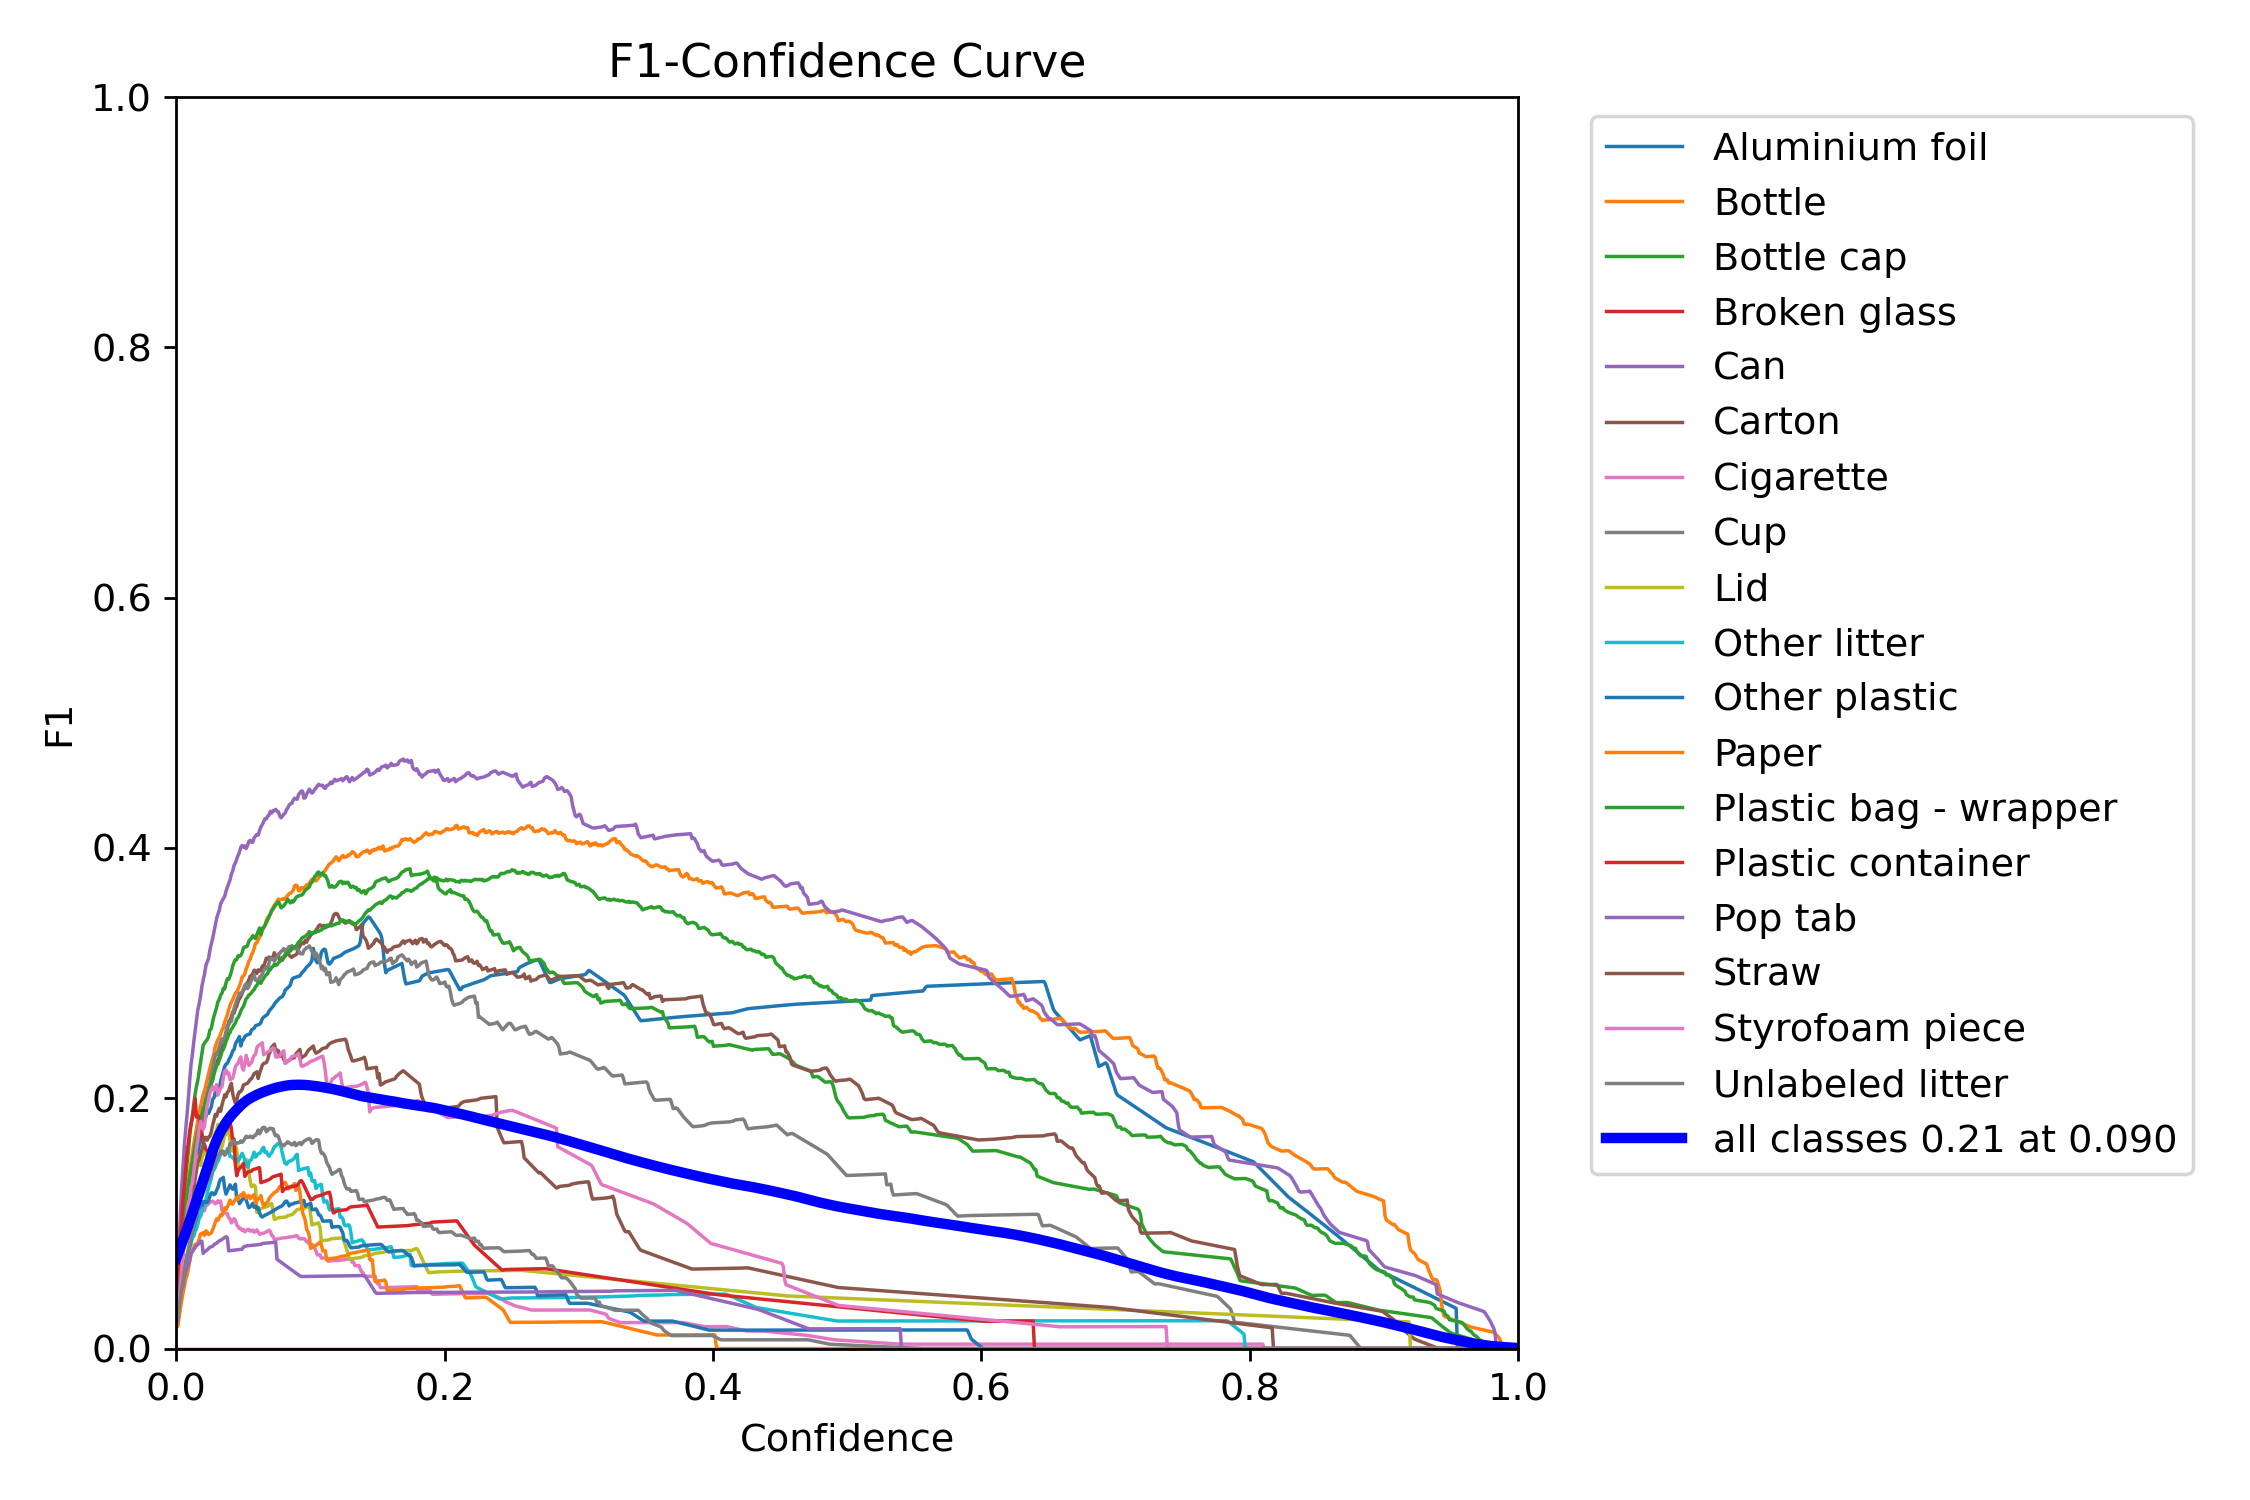 F1-Confidence Curve
1.0
0.8
0.6
0.4
0.2
0.0
F1
0.0 0.2 0.4 0.6 0.8 1.0
Confidence
Aluminium foil
Bottle
Bottle cap
Broken glass
Can
Carton
Cigarette
Cup
Lid
Other litter
Other plastic
Paper
Plastic bag - wrapper
Plastic container
Pop tab
Straw
Styrofoam piece
Unlabeled litter
all classes 0.21 at 0.090